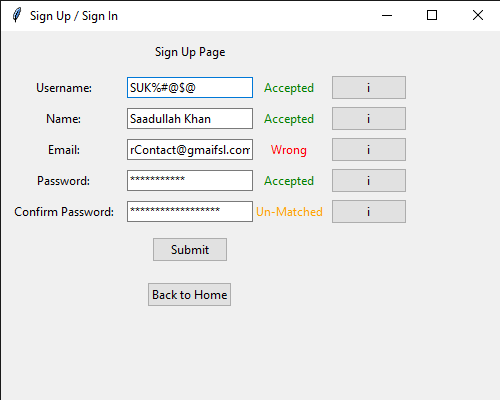 Sign Up / Sign In
Sign Up Page
Username: SUK%#@$@ Accepted i
Name: Saadullah Khan Accepted i
Email: rContact@gmaifsl.com Wrong i
Password: *********** Accepted i
Confirm Password: ****************** Un-Matched i
Submit
Back to Home